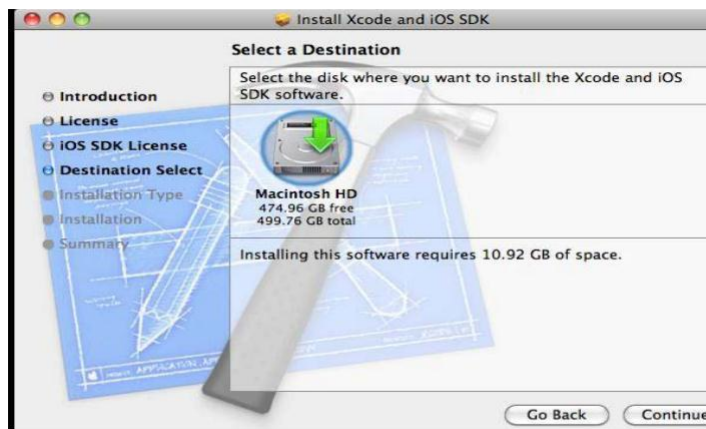 Install Xcode and iOS SDK
Select a Destination
Introduction
License
iOS SDK License
Destination Select
Installation Type
Installation
Summary
Select the disk where you want to install the Xcode and iOS
SDK software.
Macintosh HD
474.96 GB free
499.76 GB total
Installing this software requires 10.92 GB of space.
Go Back
Continue